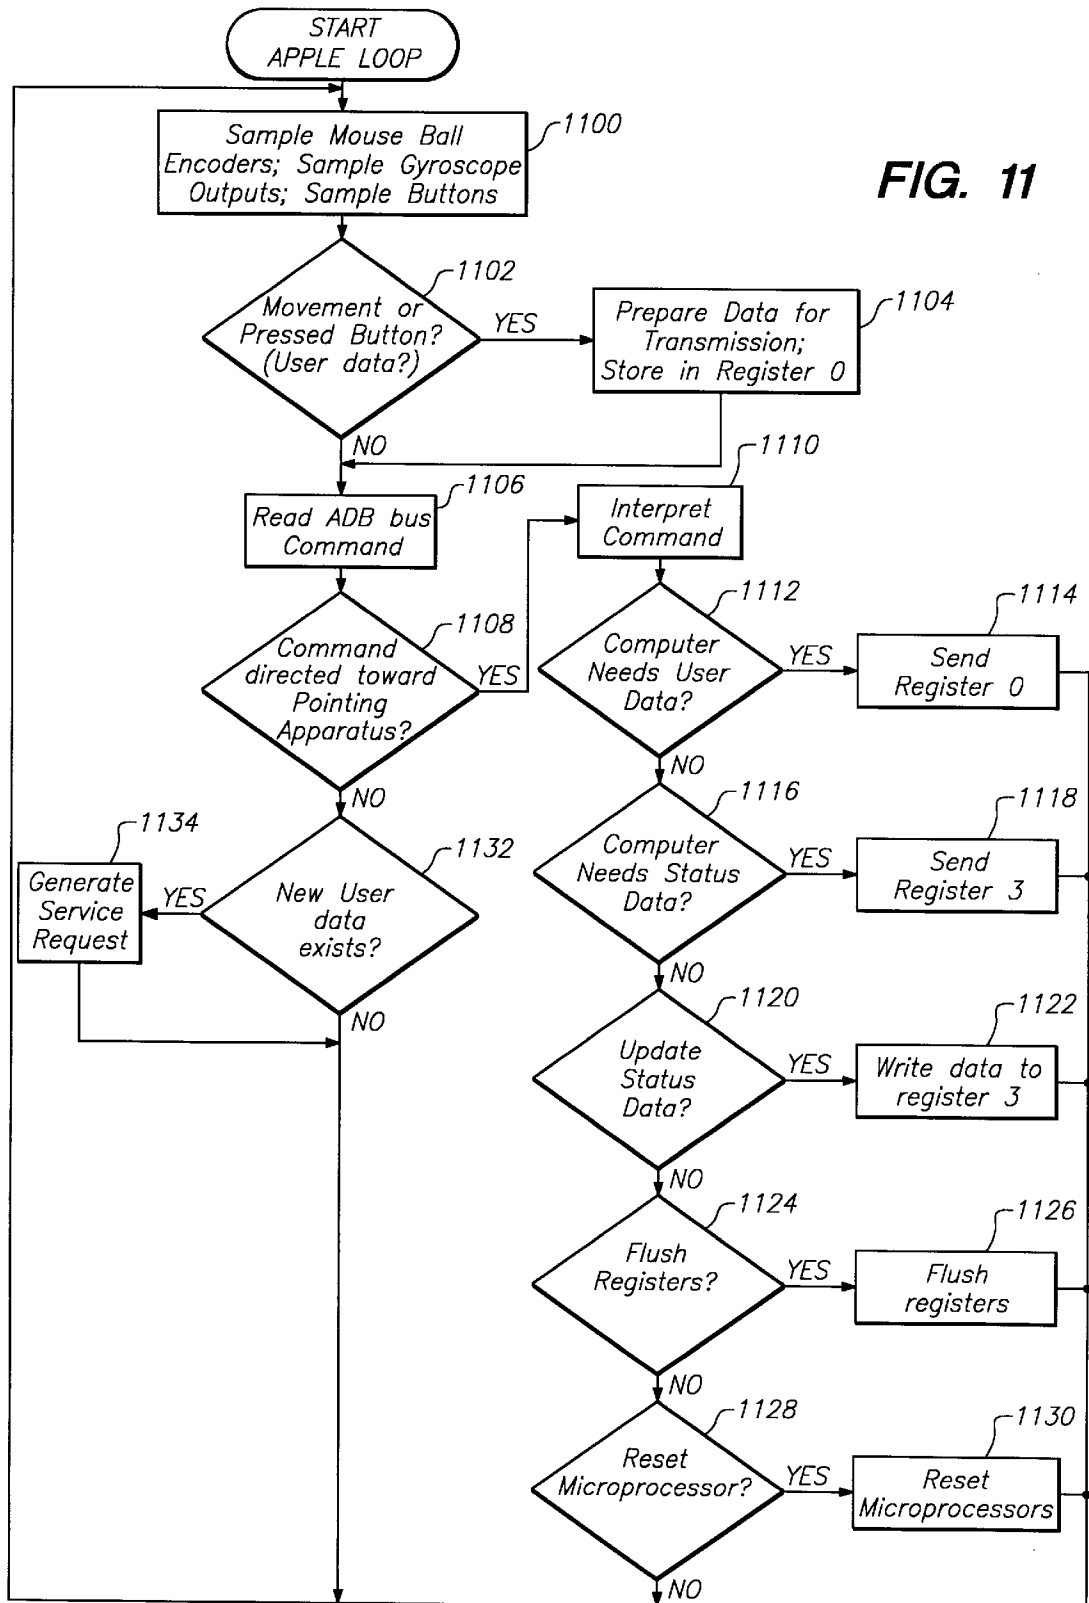 START
APPLE LOOP
1100
Sample Mouse Ball
Encoders; Sample Gyroscope
Outputs; Sample Buttons
FIG. 11
1102
Movement or
Pressed Button?
(User data?)
YES
NO
1104
Prepare Data for
Transmission;
Store in Register 0
1106
Read ADB bus
Command
1108
Command
directed toward
Pointing
Apparatus?
YES
NO
1110
Interpret
Command
1112
Computer
Needs User
Data?
YES
NO
1114
Send
Register 0
1116
Computer
Needs Status
Data?
YES
NO
1118
Send
Register 3
1134
Generate
Service
Request
1132
New User
data
exists?
YES
NO
1120
Update
Status
Data?
YES
NO
1122
Write data to
register 3
1124
Flush
Registers?
YES
NO
1126
Flush
registers
1128
Reset
Microprocessor?
YES
NO
1130
Reset
Microprocessors